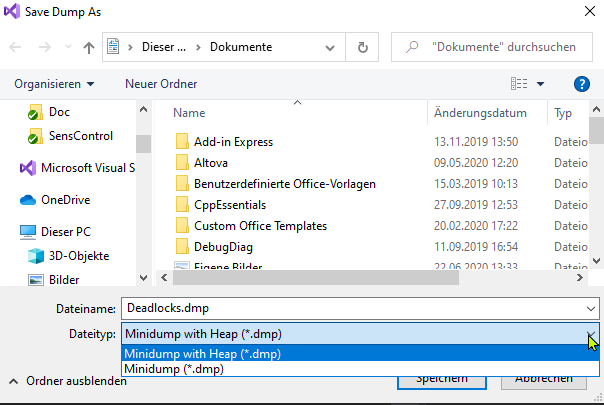 Save Dump As
Dieser ... > Dokumente
"Dokumente" durchsuchen
Organisieren
Neuer Ordner
?
Name
Änderungsdatum
Typ
Doc
SensControl
Microsoft Visual S
OneDrive
Dieser PC
3D-Objekte
Bilder
Add-in Express 13.11.2019 13:50 Dateio
Altova 09.05.2020 12:20 Dateio
Benutzerdefinierte Office-Vorlagen 15.03.2019 10:13 Dateio
CppEssentials 27.09.2019 12:53 Dateio
Custom Office Templates 20.02.2020 17:22 Dateio
DebugDiag 11.09.2019 16:54 Dateio
Eigene Bilder 22.06.2020 13:33 Dateio
Dateiname: Deadlocks.dmp
Dateityp: Minidump with Heap (*.dmp)
Minidump with Heap (*.dmp)
Minidump (*.dmp)
Ordner ausblenden
Speichern
Abbrechen